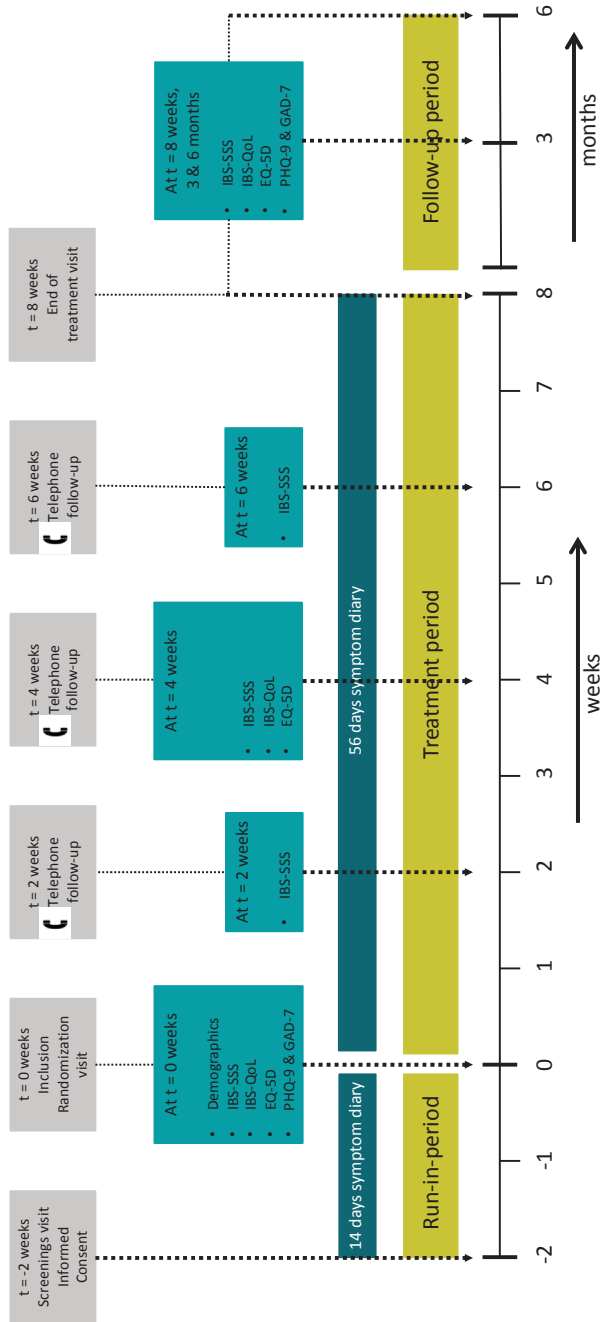 t = -2 weeks
Screenings visit
Informed
Consent
t = 0 weeks
Inclusion
Randomization
visit
t = 2 weeks
Telephone
follow-up
t = 4 weeks
Telephone
follow-up
t = 6 weeks
Telephone
follow-up
t = 8 weeks
End of
treatment visit
At t = 0 weeks
• Demographics
• IBS-SSS
• IBS-QoL
• EQ-5D
• PHQ-9 & GAD-7
At t = 2 weeks
• IBS-SSS
At t = 4 weeks
• IBS-SSS
• IBS-QoL
• EQ-5D
At t = 6 weeks
• IBS-SSS
At t = 8 weeks,
3 & 6 months
• IBS-SSS
• IBS-QoL
• EQ-5D
• PHQ-9 & GAD-7
14 days symptom diary
56 days symptom diary
Run-in-period
Treatment period
Follow-up period
-2 -1 0 1 2 3 4 5 6 7 8 3 6
weeks
months